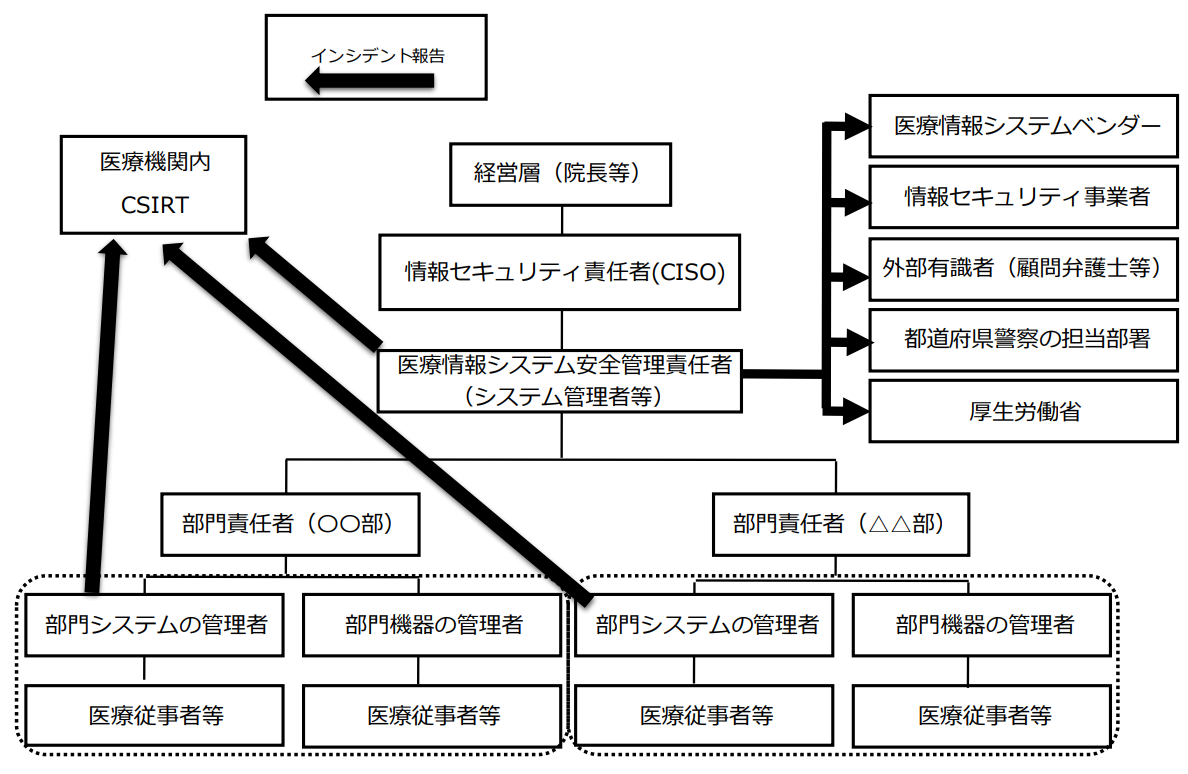 インシデント報告
医療機関内
CSIRT
経営層（院長等）
情報セキュリティ責任者(CISO)
医療情報システム安全管理責任者
（システム管理者等）
医療情報システムベンダー
情報セキュリティ事業者
外部有識者（顧問弁護士等）
都道府県警察の担当部署
厚生労働省
部門責任者（〇〇部）
部門責任者（△△部）
部門システムの管理者
部門機器の管理者
部門システムの管理者
部門機器の管理者
医療従事者等
医療従事者等
医療従事者等
医療従事者等